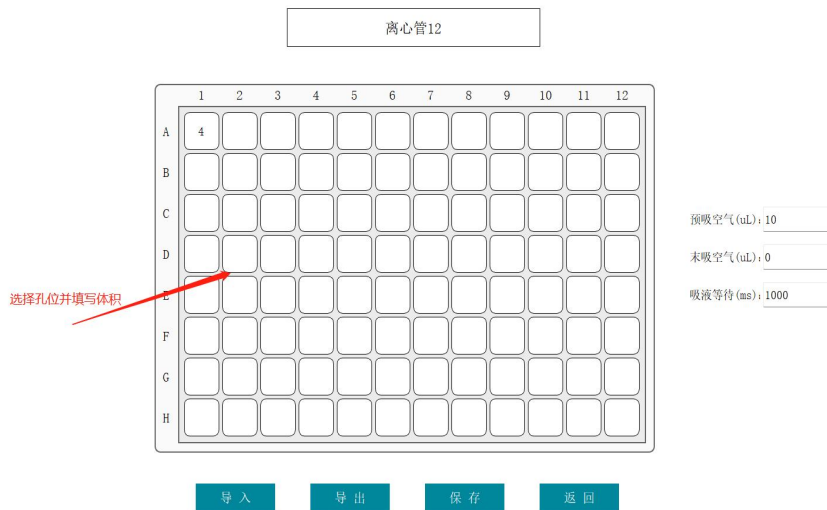 离心管12
1 2 3 4 5 6 7 8 9 10 11 12
A 4
B
C
预吸空气(uL): 10
D
末吸空气(uL): 0
选择孔位并填写体积
E
吸液等待(ms): 1000
F
G
H
导 入 导 出 保 存 返 回